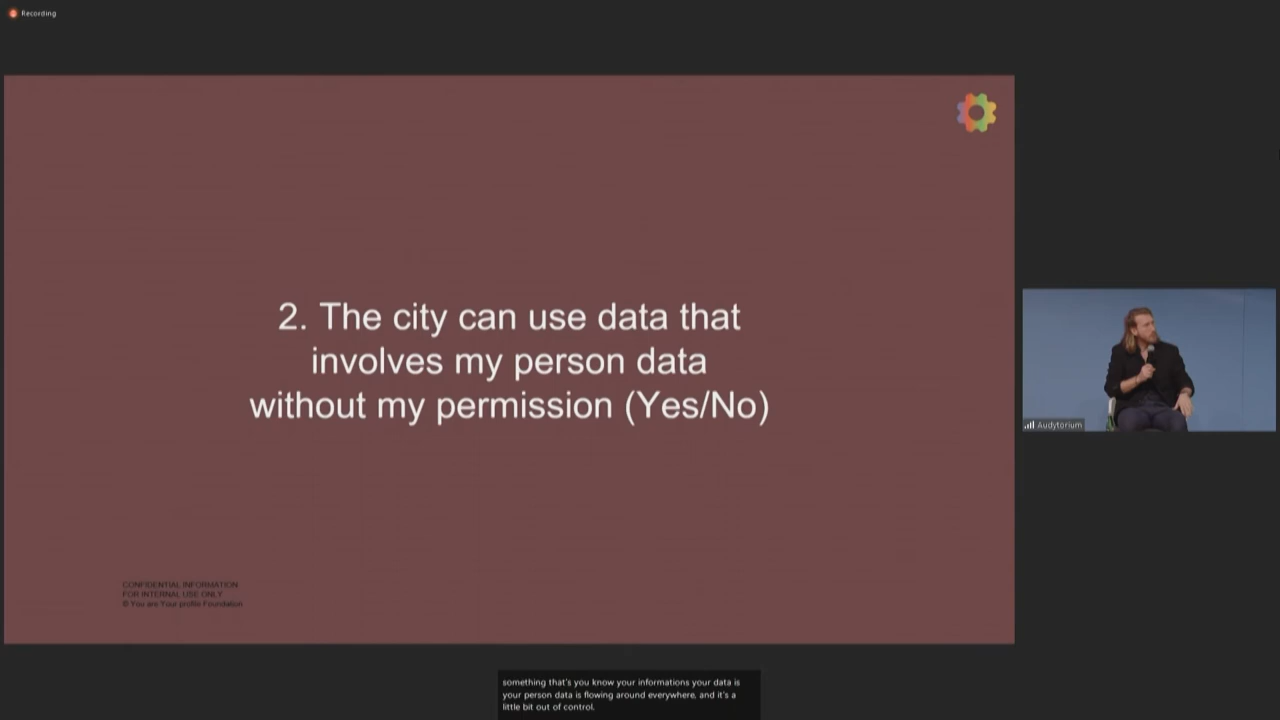 Recording
2. The city can use data that
involves my person data
without my permission (Yes/No)
CONFIDENTIAL INFORMATION
FOR INTERNAL USE ONLY
© You are Your profile Foundation
Audytorium
something that's you know your informations your data is
your person data is flowing around everywhere, and it's a
little bit out of control.